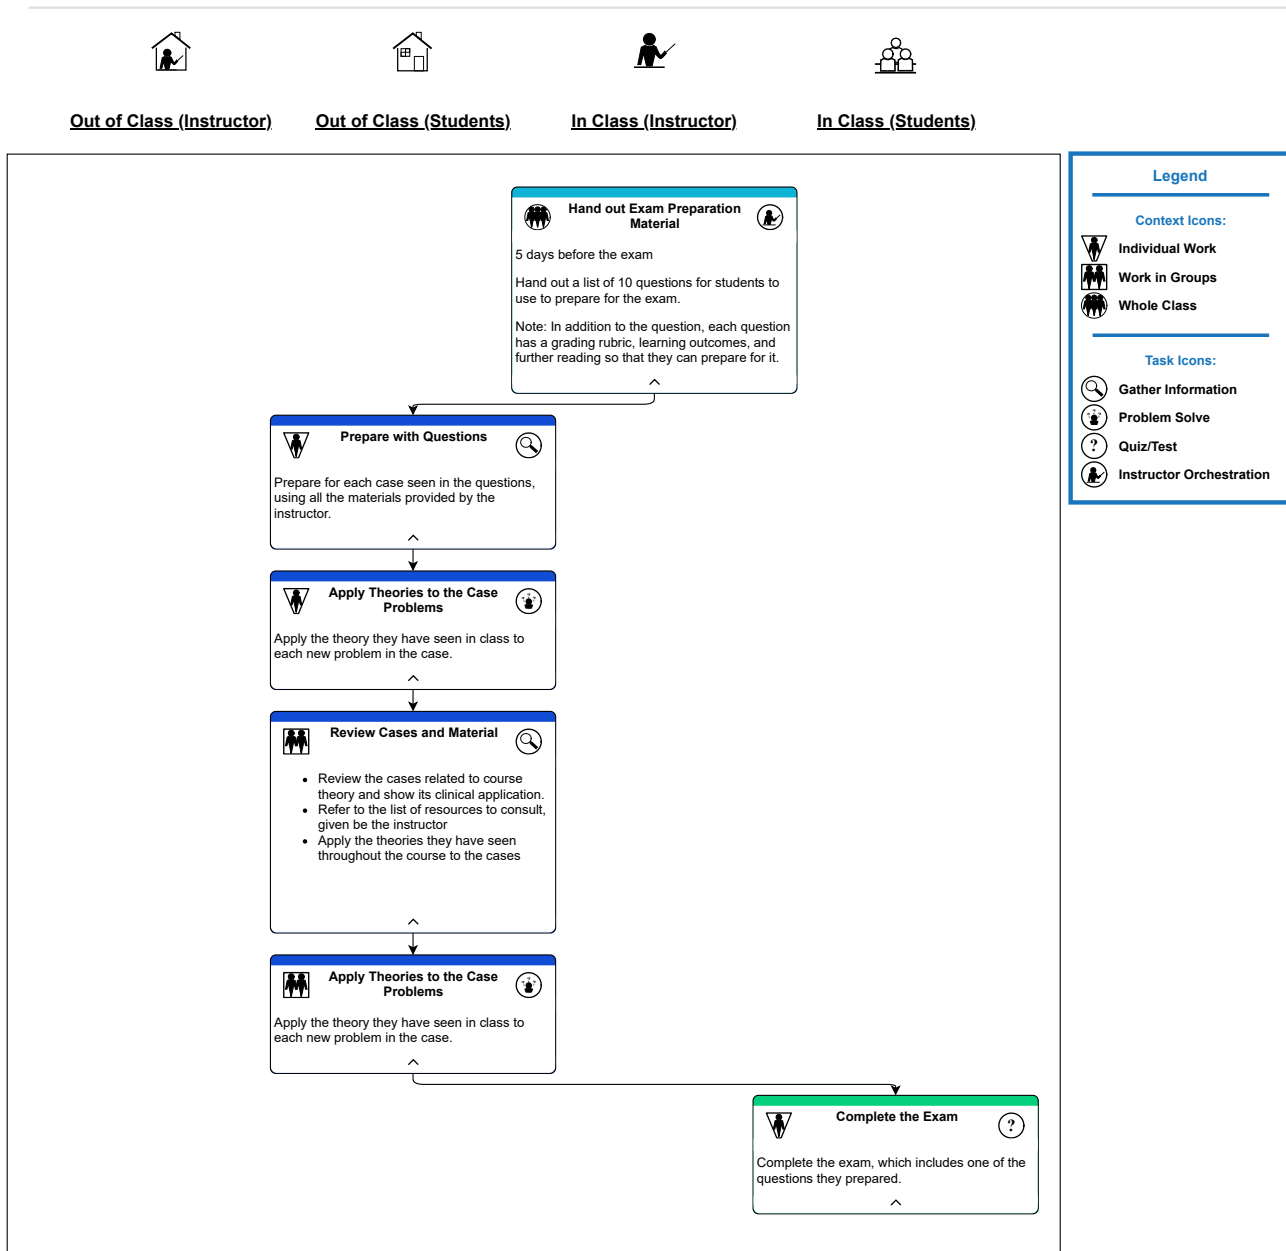 Out of Class (Instructor)
Out of Class (Students)
In Class (Instructor)
In Class (Students)
Hand out Exam Preparation
Material
5 days before the exam
Hand out a list of 10 questions for students to
use to prepare for the exam.
Note: In addition to the question, each question
has a grading rubric, learning outcomes, and
further reading so that they can prepare for it.
Prepare with Questions
Prepare for each case seen in the questions,
using all the materials provided by the
instructor.
Apply Theories to the Case
Problems
Apply the theory they have seen in class to
each new problem in the case.
Review Cases and Material
• Review the cases related to course
theory and show its clinical application.
• Refer to the list of resources to consult,
given be the instructor
• Apply the theories they have seen
throughout the course to the cases
Apply Theories to the Case
Problems
Apply the theory they have seen in class to
each new problem in the case.
Complete the Exam
?
Complete the exam, which includes one of the
questions they prepared.
Legend
Context Icons:
Individual Work
Work in Groups
Whole Class
Task Icons:
Gather Information
Problem Solve
? Quiz/Test
Instructor Orchestration